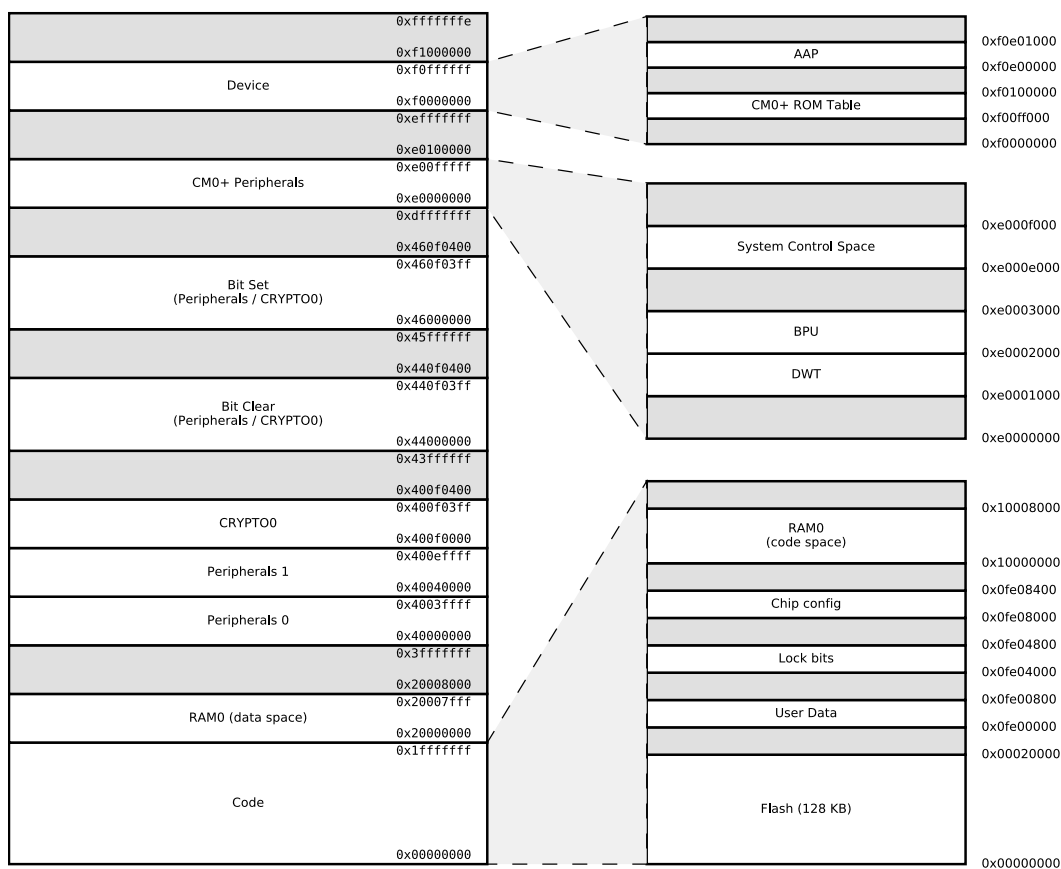 0xfffffffe
0xf1000000
0xf0ffffff
Device
0xf0000000
0xefffffff
0xe0100000
0xe00fffff
CM0+ Peripherals
0xe0000000
0xdfffffff
0x460f0400
0x460f03ff
Bit Set
(Peripherals / CRYPTO0)
0x46000000
0x45ffffff
0x440f0400
0x440f03ff
Bit Clear
(Peripherals / CRYPTO0)
0x44000000
0x43ffffff
0x400f0400
0x400f03ff
CRYPTO0
0x400f0000
0x400effff
Peripherals 1
0x40040000
0x4003ffff
Peripherals 0
0x40000000
0x3fffffff
0x20008000
0x20007fff
RAM0 (data space)
0x20000000
0x1fffffff
Code
0x00000000
0xf0e01000
AAP
0xf0e00000
0xf0100000
CM0+ ROM Table
0xf00ff000
0xf0000000
0xe000f000
System Control Space
0xe000e000
0xe0003000
BPU
0xe0002000
DWT
0xe0001000
0xe0000000
0x10008000
RAM0
(code space)
0x10000000
0x0fe08400
Chip config
0x0fe08000
0x0fe04800
Lock bits
0x0fe04000
0x0fe00800
User Data
0x0fe00000
0x00020000
Flash (128 KB)
0x00000000